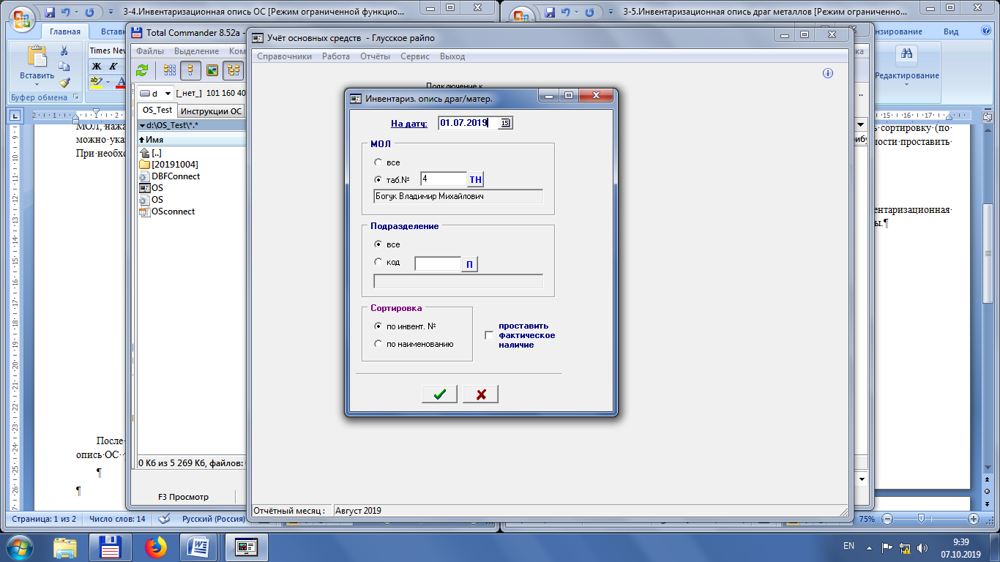 3-4.Инвентаризационная опись ОС [Режим ограниченной функцио...
3-5.Инвентаризационная опись драг металлов [Режим ограниченно...
Главная
Вставк
Вид
Times New
Вставить
Ж К
Буфер обмена
Редактирование
Total Commander 8.52a -
Файлы Выделение Ком
d [_нет_] 101 160 40
OS_Test Инструкции ОС
d:\OS_Test\*.*
Имя
[..]
[20191004]
DBFConnect
OS
OS
OSconnect
0 Кб из 5 269 Кб, файлов:
F3 Просмотр
Учёт основных средств - Глусское райпо
Справочники Работа Отчёты Сервис Выход
Инвентариз. опись драг/матер.
На дату: 01.07.2019 15
МОЛ
все
таб.№ 4 ТН
Богук Владимир Михайлович
Подразделение
все
код П
Сортировка
по инвент. №
по наименованию
проставить
фактическое
наличие
Отчётный месяц : Август 2019
МОЛ, нажа
можно ука
При необхо
После
опись·ОС
ь·сортировку·(по·
мости·проставить·
ентаризационная·
ы.¶
¶
¶
Страница: 1 из 2 Число слов: 14 Русский (Россия)
75%
EN
9:39
07.10.2019